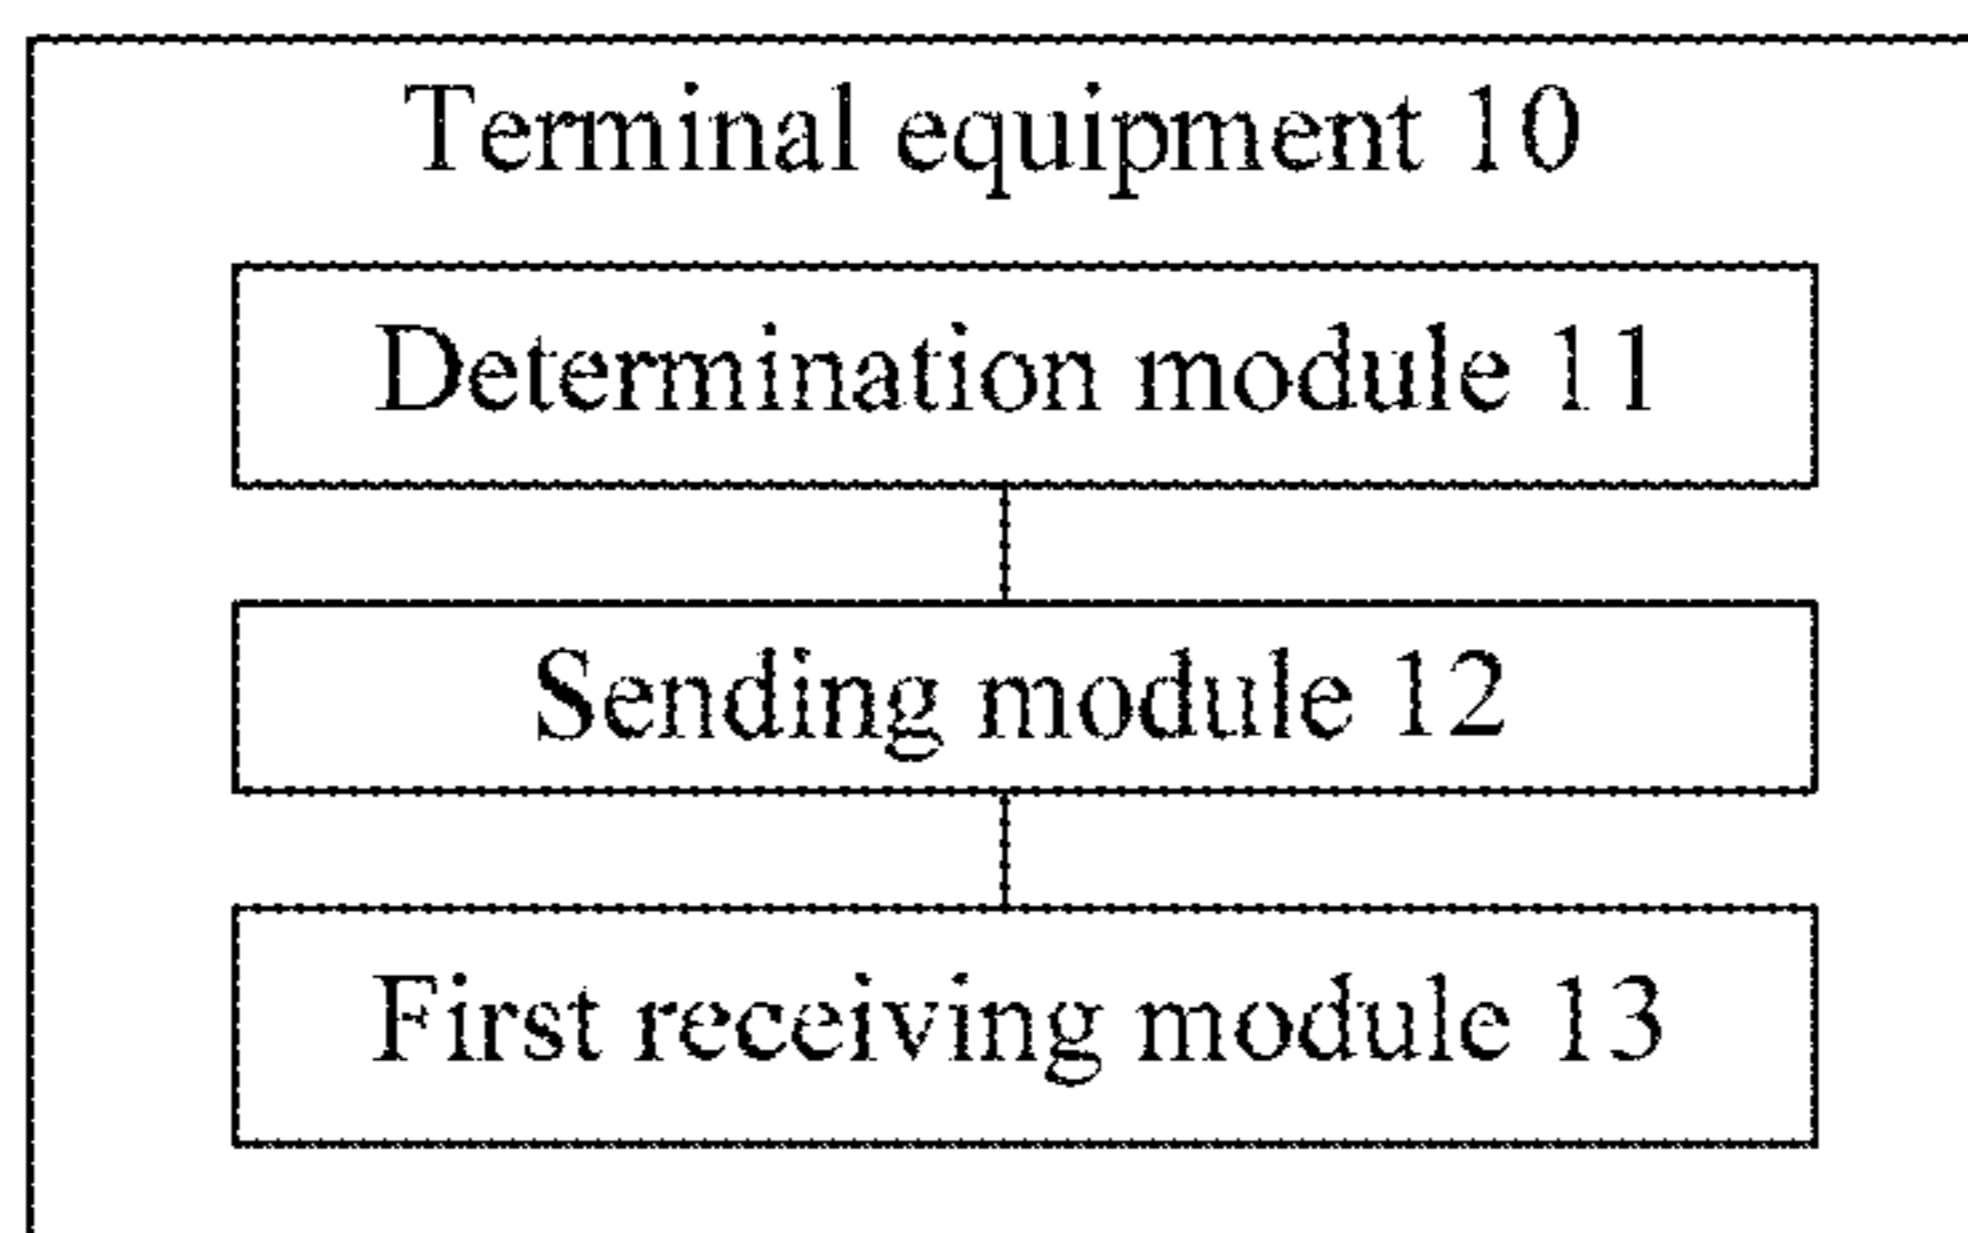 Terminal equipment 10
Determination module 11
Sending module 12
First receiving module 13